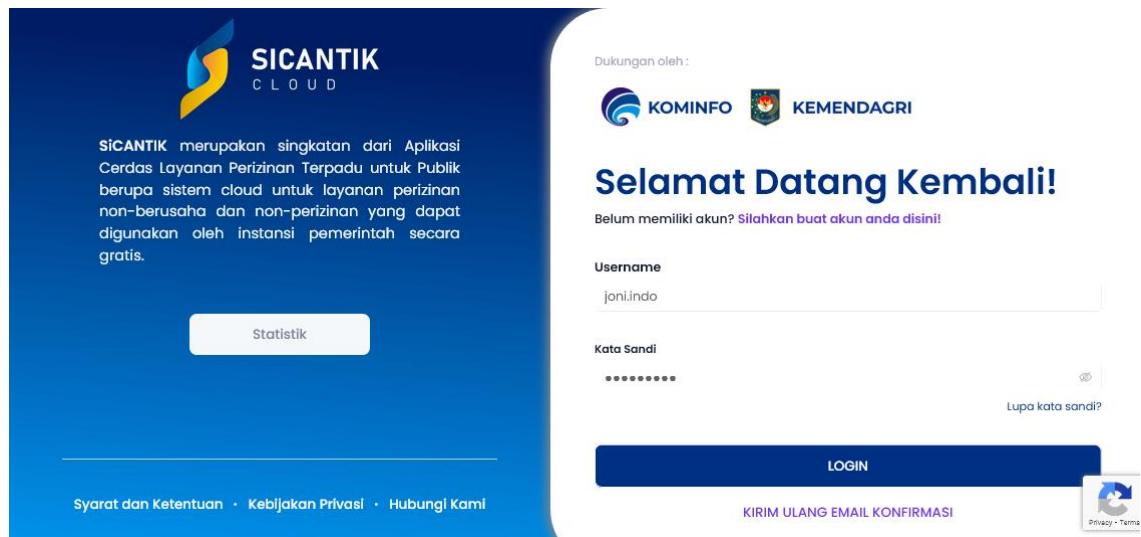 SICANTIK
CLOUD
SiCANTIK merupakan singkatan dari Aplikasi
Cerdas Layanan Perizinan Terpadu untuk Publik
berupa sistem cloud untuk layanan perizinan
non-berusaha dan non-perizinan yang dapat
digunakan oleh instansi pemerintah secara
gratis.
Statistik
Syarat dan Ketentuan · Kebijakan Privasi · Hubungi Kami
Dukungan oleh :
KOMINFO KEMENDAGRI
Selamat Datang Kembali!
Belum memiliki akun? Silahkan buat akun anda disini!
Username
joni.indo
Kata Sandi
•••••••••
Lupa kata sandi?
LOGIN
KIRIM ULANG EMAIL KONFIRMASI
Privacy - Terms